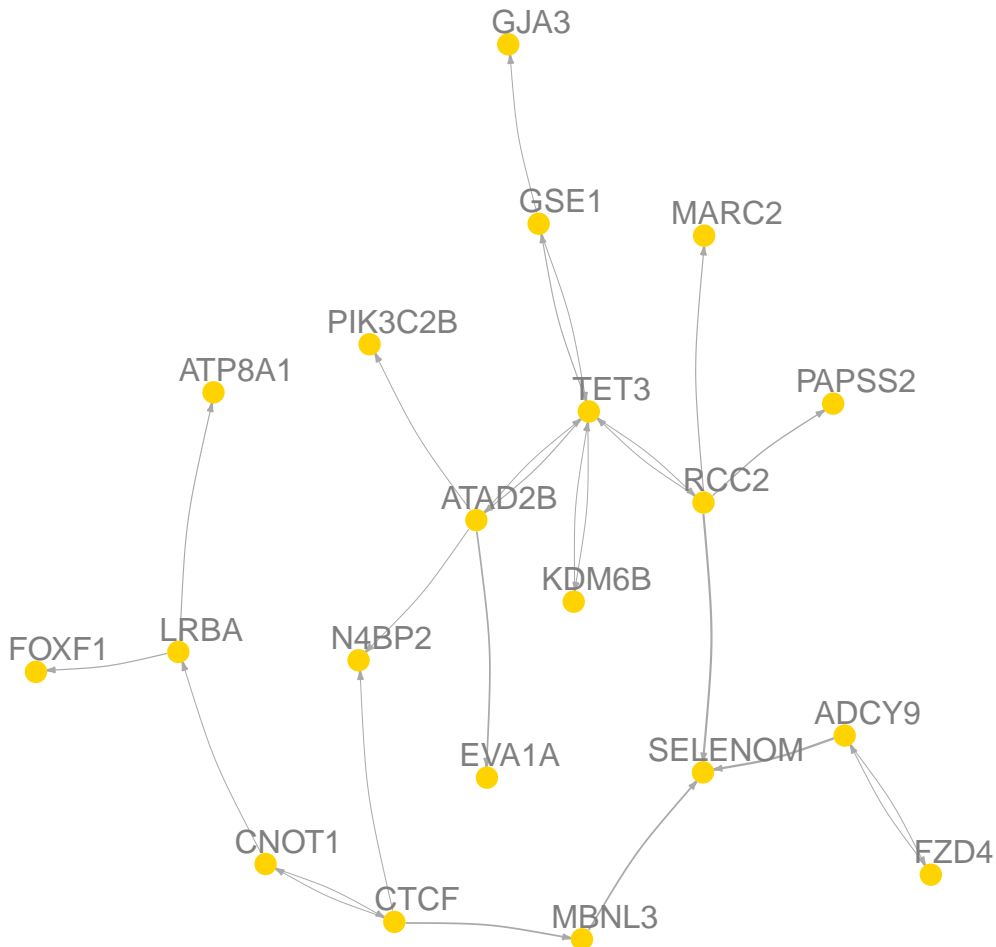 GJA3
GSE1
MARC2
PIK3C2B
ATP8A1
TET3
PAPSS2
RCC2
ATAD2B
KDM6B
LRBA
N4BP2
FOXF1
ADCY9
SELENOM
EVA1A
CNOT1
FZD4
CTCF
MBNL3